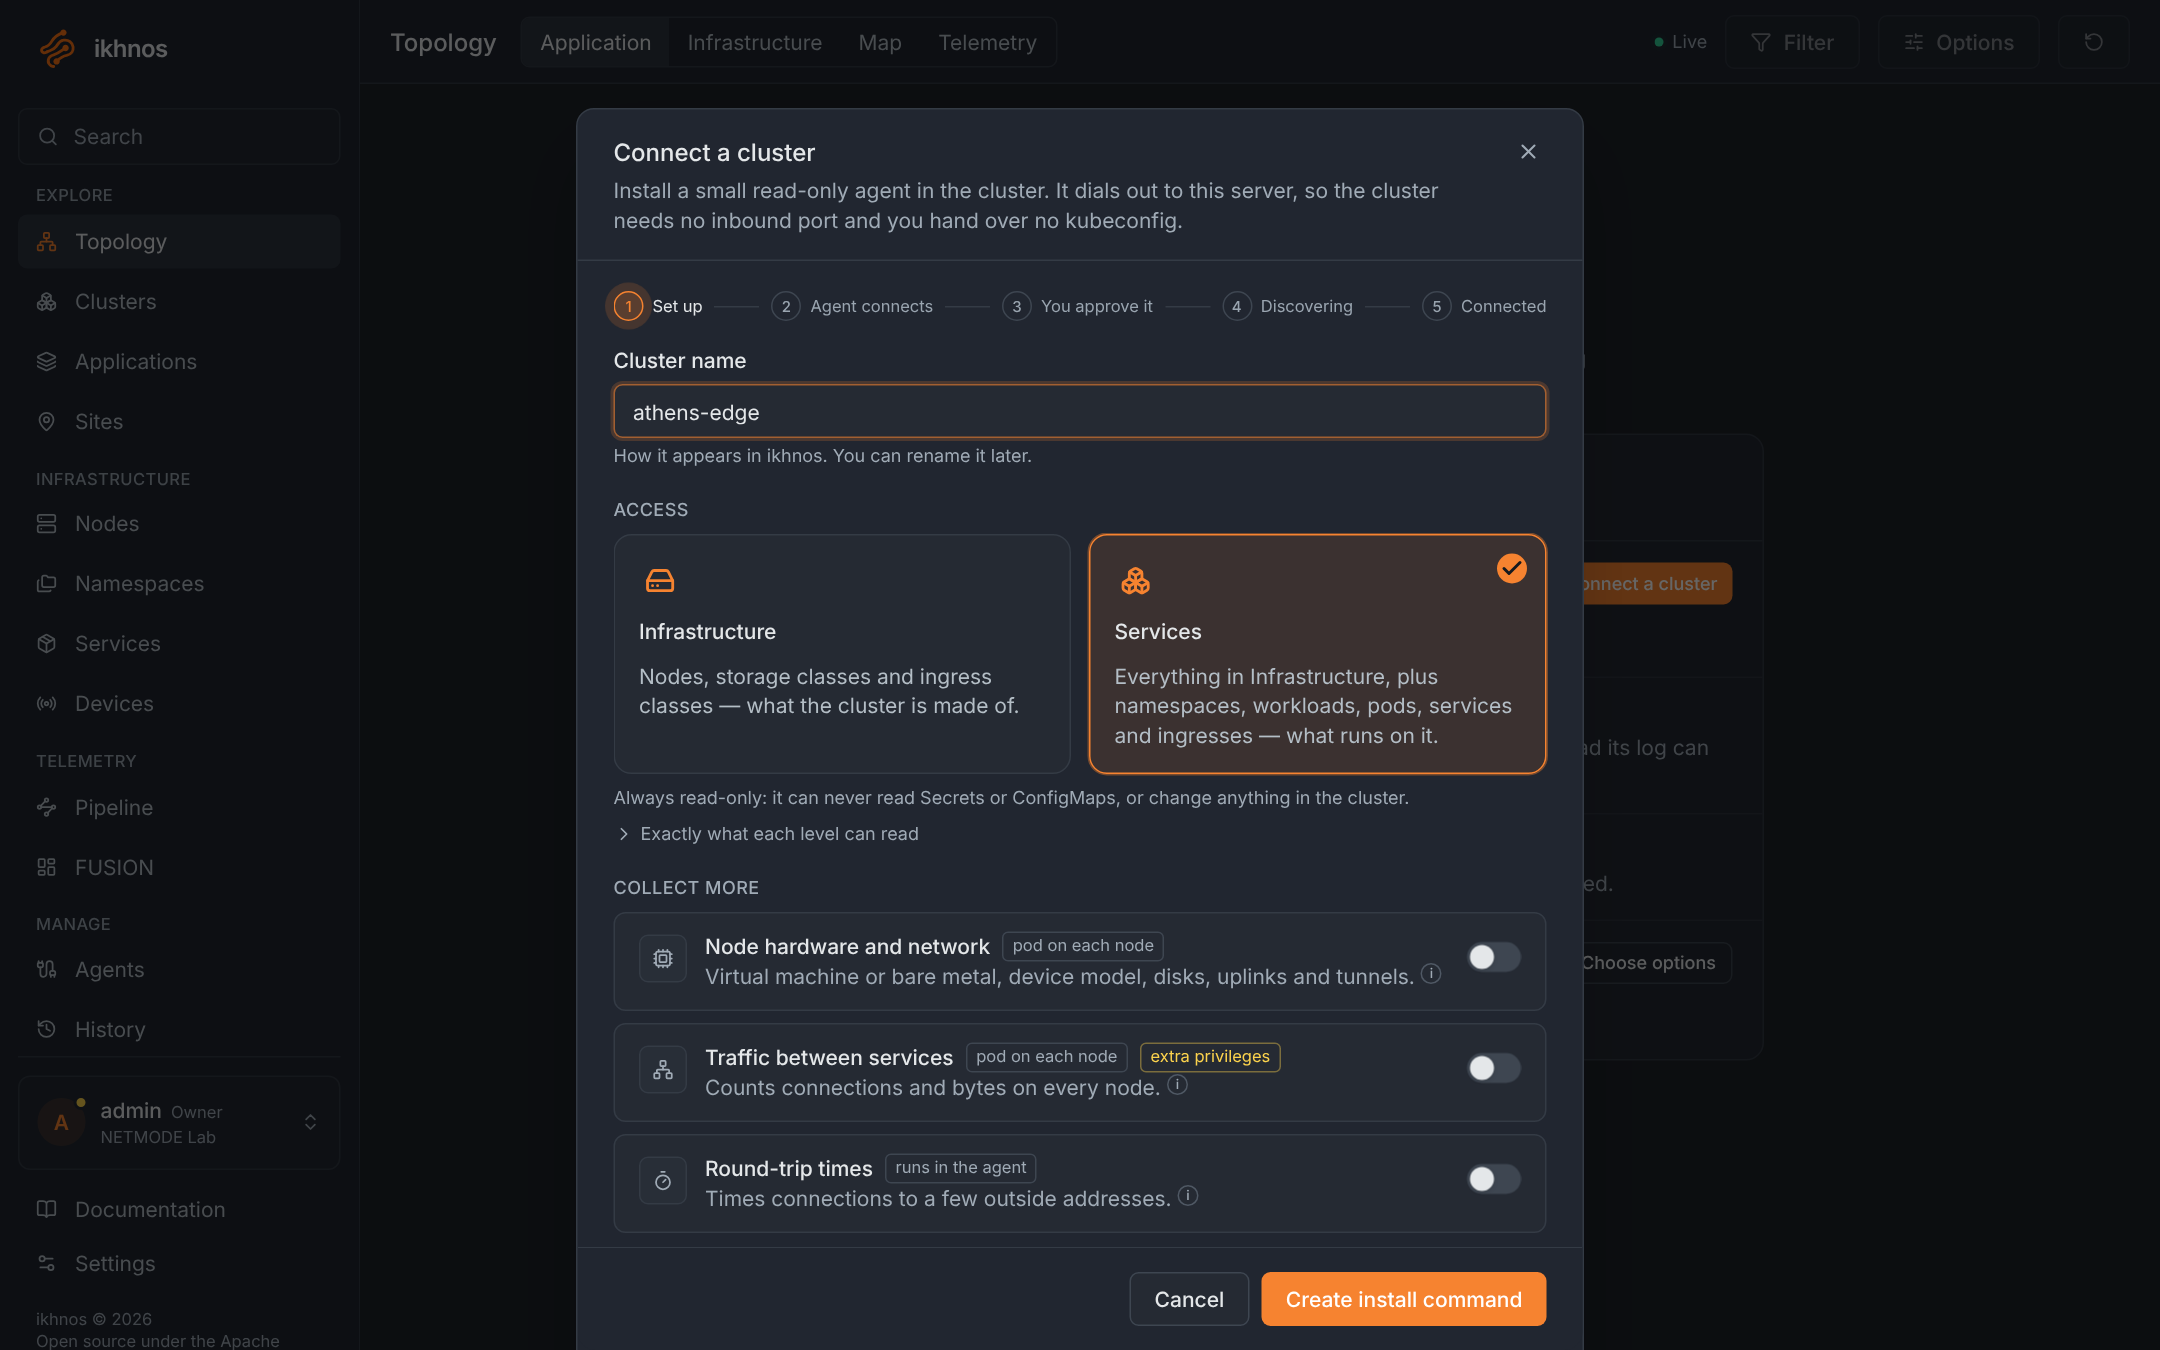 ikhnos
Search
EXPLORE
Topology
Clusters
Applications
Sites
INFRASTRUCTURE
Nodes
Namespaces
Services
Devices
TELEMETRY
Pipeline
FUSION
MANAGE
Agents
History
A
admin Owner
NETMODE Lab
Documentation
Settings
ikhnos © 2026
Open source under the Apache
Topology
Application
Infrastructure
Map
Telemetry
Live
Filter
Options
Connect a cluster
Install a small read-only agent in the cluster. It dials out to this server, so the cluster
needs no inbound port and you hand over no kubeconfig.
1 Set up
2 Agent connects
3 You approve it
4 Discovering
5 Connected
Cluster name
athens-edge
How it appears in ikhnos. You can rename it later.
ACCESS
Infrastructure
Nodes, storage classes and ingress
classes — what the cluster is made of.
Services
Everything in Infrastructure, plus
namespaces, workloads, pods, services
and ingresses — what runs on it.
Always read-only: it can never read Secrets or ConfigMaps, or change anything in the cluster.
Exactly what each level can read
COLLECT MORE
Node hardware and network pod on each node
Virtual machine or bare metal, device model, disks, uplinks and tunnels.
Traffic between services pod on each node extra privileges
Counts connections and bytes on every node.
Round-trip times runs in the agent
Times connections to a few outside addresses.
Cancel
Create install command
onnect a cluster
its log can
Choose options